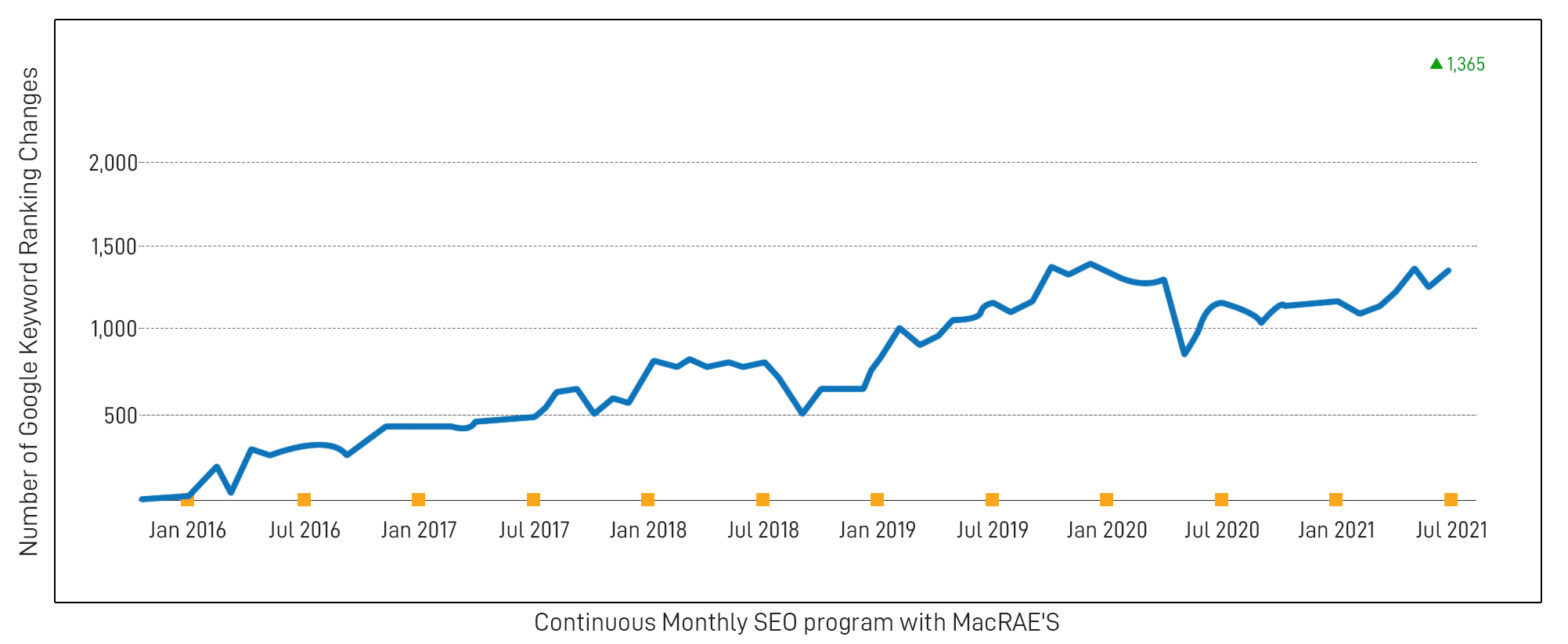 Number of Google Keyword Ranking Changes
▲ 1,365
2,000
1,500
1,000
500
Jan 2016 Jul 2016 Jan 2017 Jul 2017 Jan 2018 Jul 2018 Jan 2019 Jul 2019 Jan 2020 Jul 2020 Jan 2021 Jul 2021
Continuous Monthly SEO program with MacRAE'S